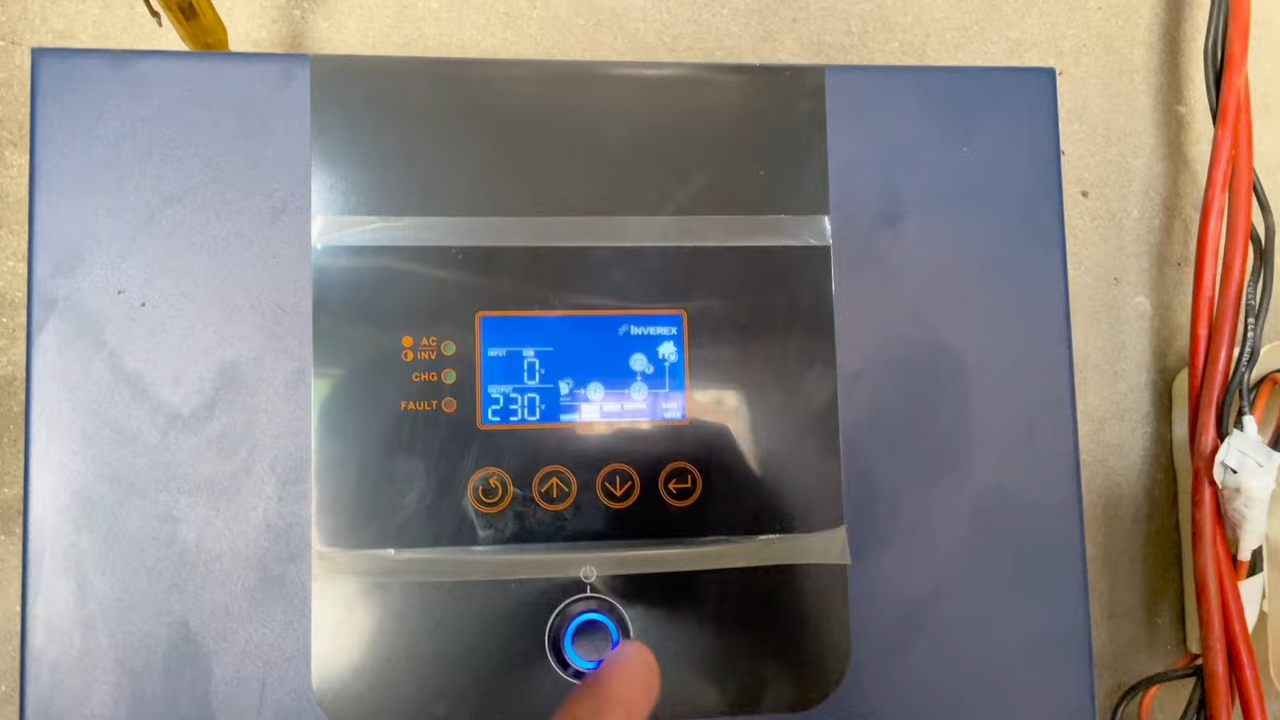 INVEREX
AC
INV
CHG
FAULT
INPUT
0 V
OUTPUT
230 V